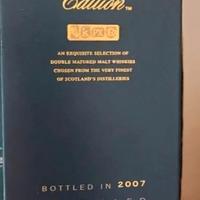 Edition™
AN EXQUISITE SELECTION OF
DOUBLE MATURED MALT WHISKIES
CHOSEN FROM THE VERY FINEST
OF SCOTLAND'S DISTILLERIES
BOTTLED IN 2007